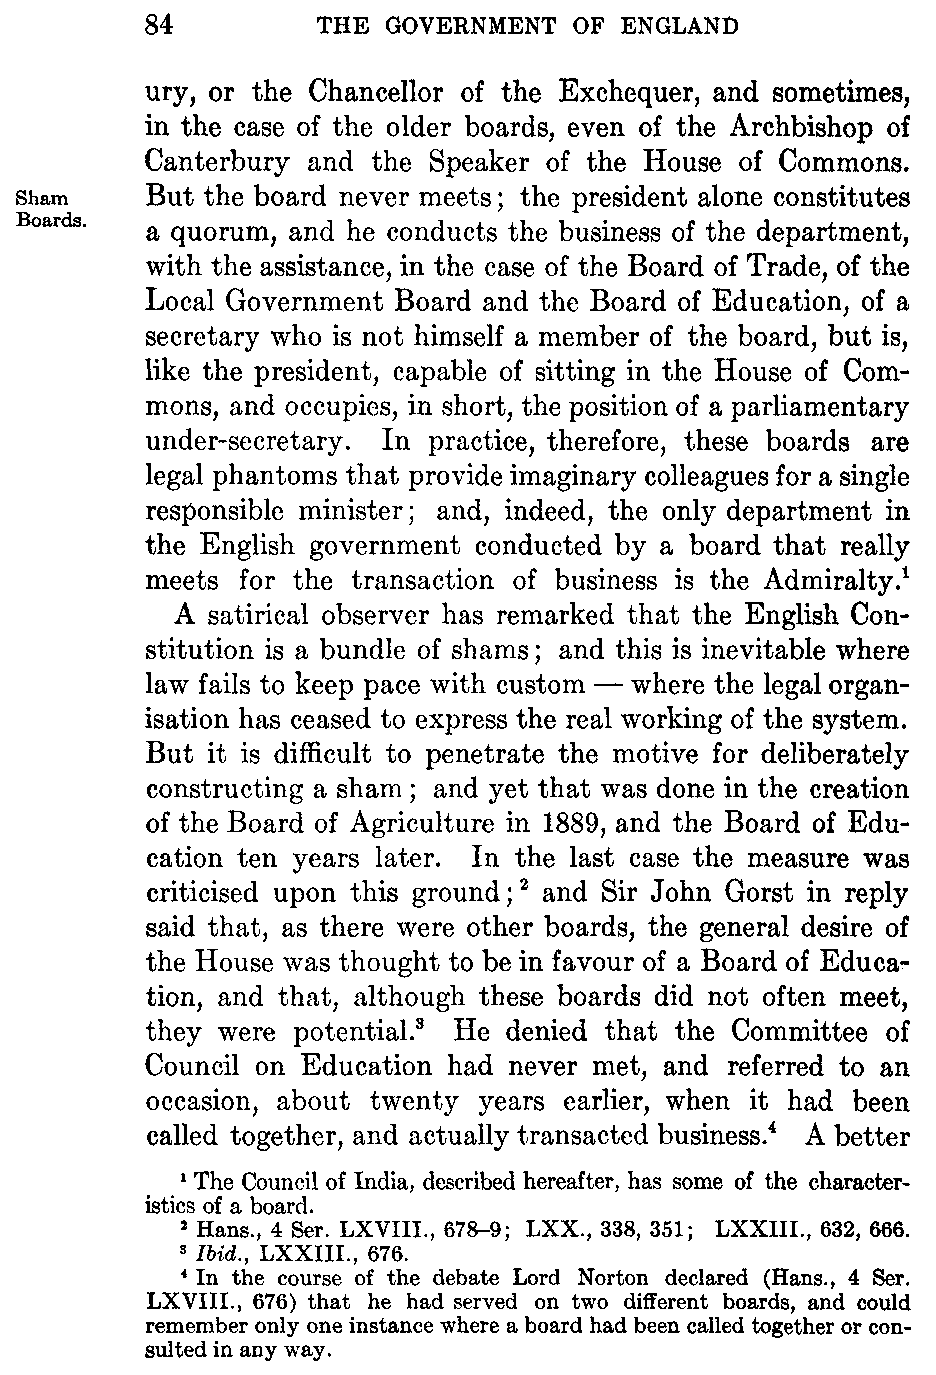 84 THE GOVERNMENT OF ENGLAND
ury, or the Chancellor of the Exchequer, and sometimes,
in the case of the older boards, even of the Archbishop of
Canterbury and the Speaker of the House of Commons.
Sham
Boards.
But the board never meets; the president alone constitutes
a quorum, and he conducts the business of the department,
with the assistance, in the case of the Board of Trade, of the
Local Government Board and the Board of Education, of a
secretary who is not himself a member of the board, but is,
like the president, capable of sitting in the House of Com-
mons, and occupies, in short, the position of a parliamentary
under-secretary. In practice, therefore, these boards are
legal phantoms that provide imaginary colleagues for a single
responsible minister; and, indeed, the only department in
the English government conducted by a board that really
meets for the transaction of business is the Admiralty.¹
A satirical observer has remarked that the English Con-
stitution is a bundle of shams; and this is inevitable where
law fails to keep pace with custom — where the legal organ-
isation has ceased to express the real working of the system.
But it is difficult to penetrate the motive for deliberately
constructing a sham; and yet that was done in the creation
of the Board of Agriculture in 1889, and the Board of Edu-
cation ten years later. In the last case the measure was
criticised upon this ground;² and Sir John Gorst in reply
said that, as there were other boards, the general desire of
the House was thought to be in favour of a Board of Educa-
tion, and that, although these boards did not often meet,
they were potential.³ He denied that the Committee of
Council on Education had never met, and referred to an
occasion, about twenty years earlier, when it had been
called together, and actually transacted business.⁴ A better
¹ The Council of India, described hereafter, has some of the character-
istics of a board.
² Hans., 4 Ser. LXVIII., 678–9; LXX., 338, 351; LXXIII., 632, 666.
³ Ibid., LXXIII., 676.
⁴ In the course of the debate Lord Norton declared (Hans., 4 Ser.
LXVIII., 676) that he had served on two different boards, and could
remember only one instance where a board had been called together or con-
sulted in any way.